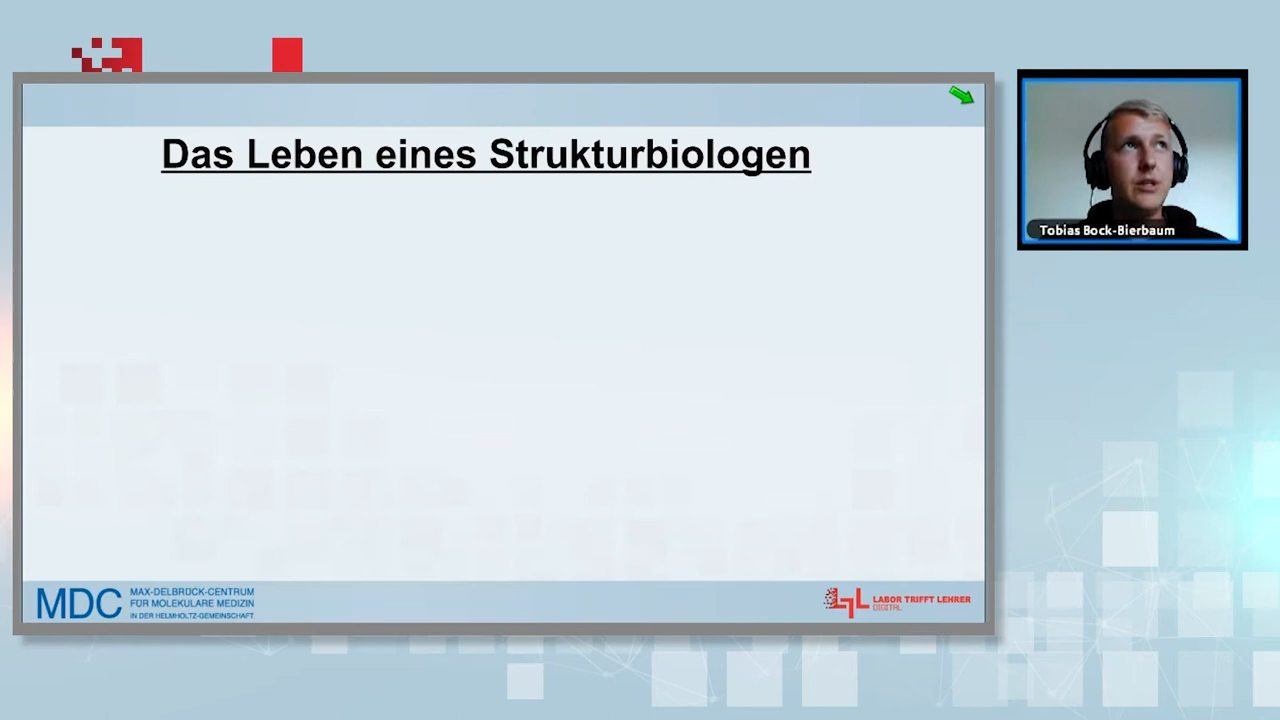 Das Leben eines Strukturbiologen
Tobias Bock-Bierbaum
MDC
MAX-DELBRÜCK-CENTRUM
FÜR MOLEKULARE MEDIZIN
IN DER HELMHOLTZ-GEMEINSCHAFT
LTL
LABOR TRIFFT LEHRER
DIGITAL